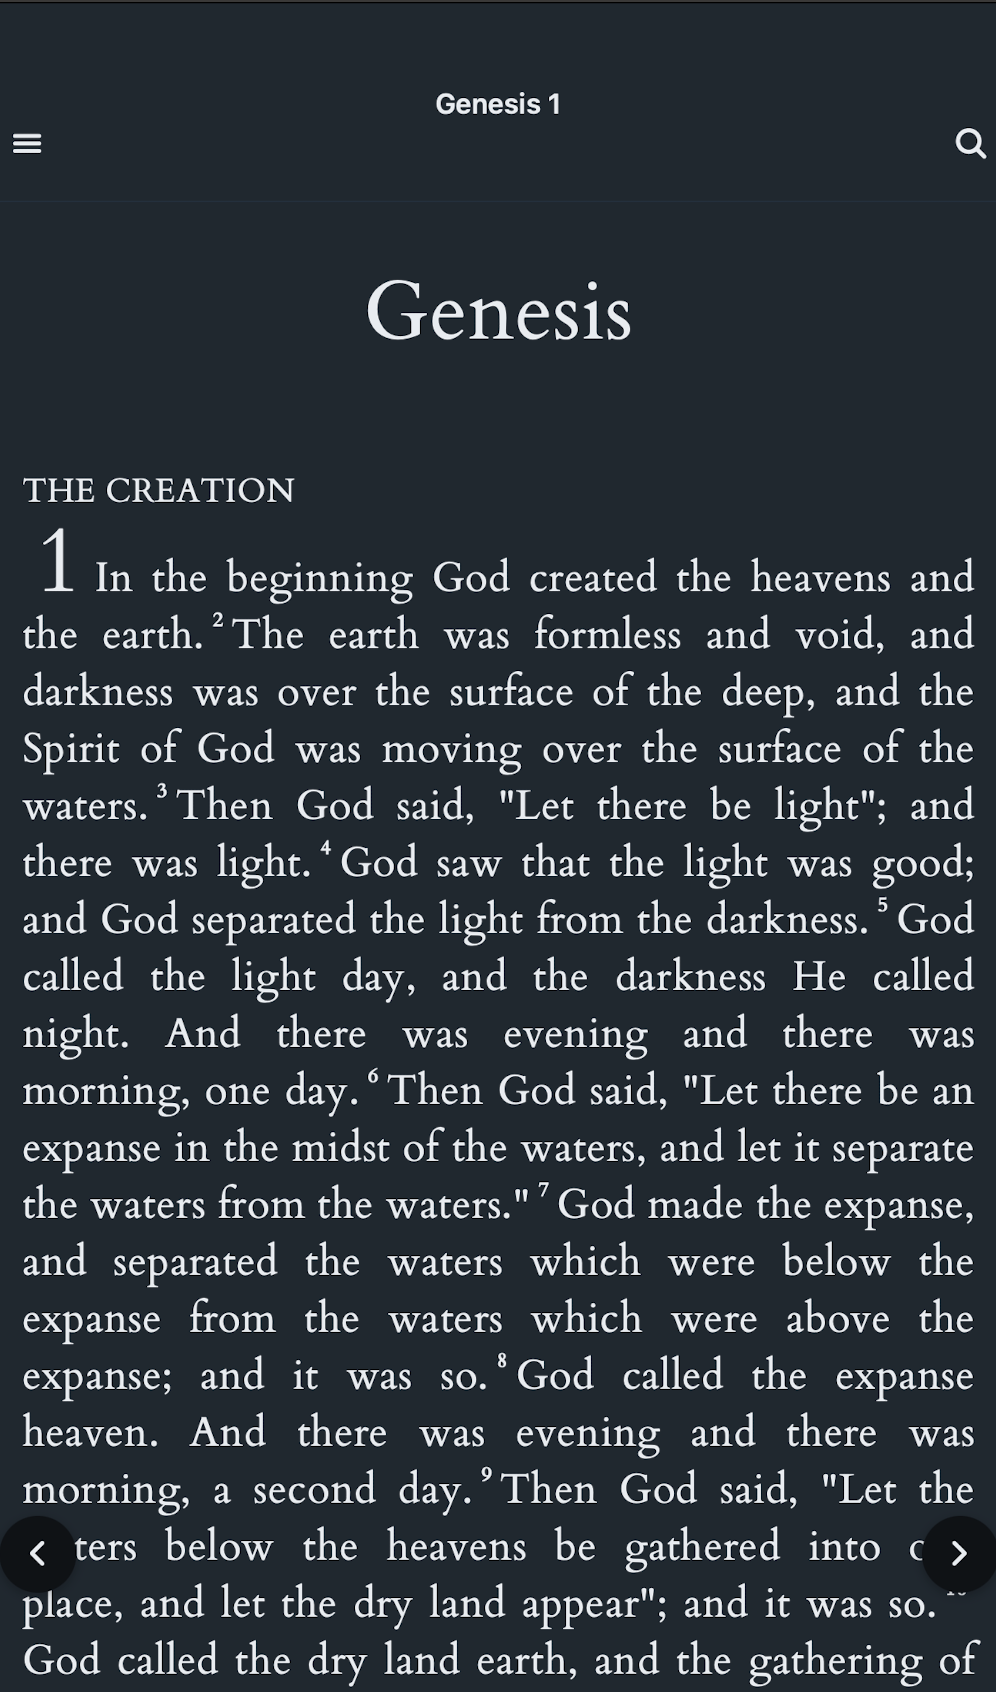 Genesis 1
Genesis
THE CREATION
1 In the beginning God created the heavens and
the earth. 2 The earth was formless and void, and
darkness was over the surface of the deep, and the
Spirit of God was moving over the surface of the
waters. 3 Then God said, "Let there be light"; and
there was light. 4 God saw that the light was good;
and God separated the light from the darkness. 5 God
called the light day, and the darkness He called
night. And there was evening and there was
morning, one day. 6 Then God said, "Let there be an
expanse in the midst of the waters, and let it separate
the waters from the waters." 7 God made the expanse,
and separated the waters which were below the
expanse from the waters which were above the
expanse; and it was so. 8 God called the expanse
heaven. And there was evening and there was
morning, a second day. 9 Then God said, "Let the
below the heavens be gathered into
place, and let the dry land appear"; and it was so.
God called the dry land earth, and the gathering of